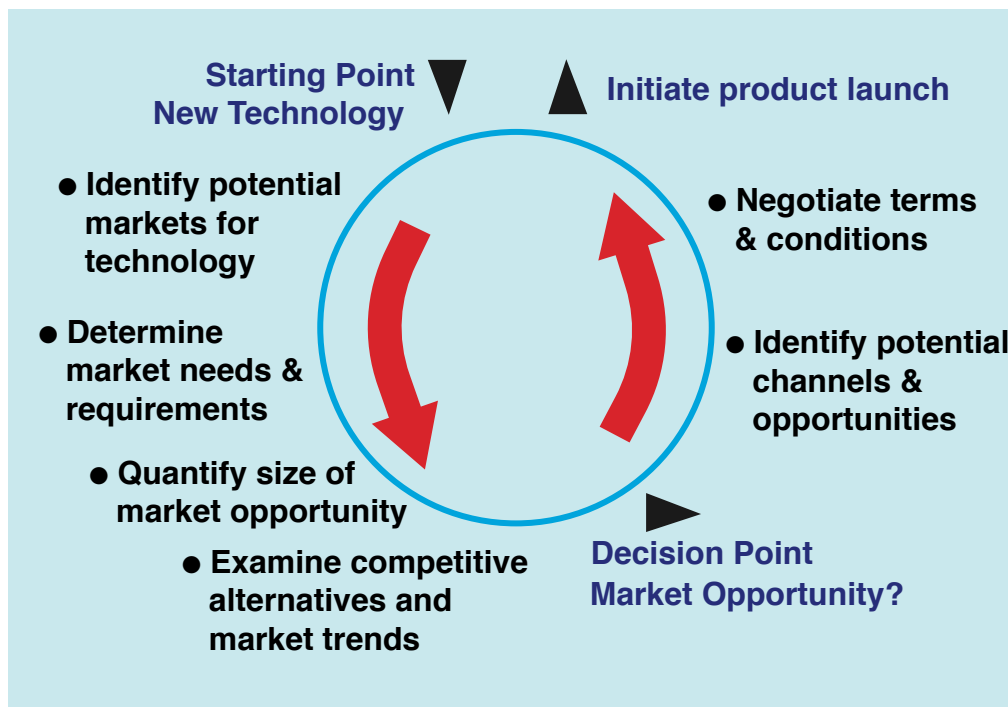 Starting Point
New Technology
● Identify potential
markets for
technology
● Determine
market needs &
requirements
● Quantify size of
market opportunity
● Examine competitive
alternatives and
market trends
Decision Point
Market Opportunity?
● Identify potential
channels &
opportunities
● Negotiate terms
& conditions
Initiate product launch